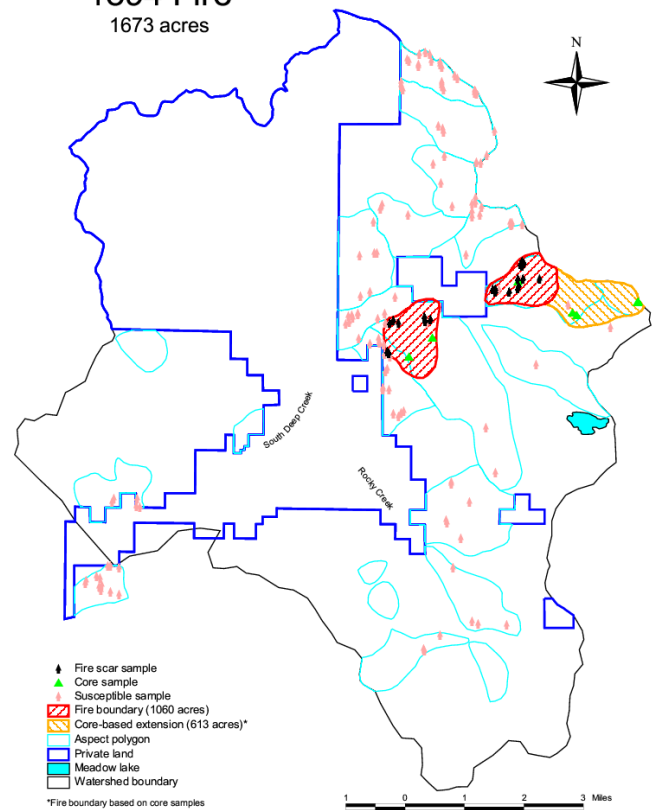 1673 acres
N
South Deep Creek
Rocky Creek
Fire scar sample
Core sample
Susceptible sample
Fire boundary (1060 acres)
Core-based extension (613 acres)*
Aspect polygon
Private land
Meadow lake
Watershed boundary
*Fire boundary based on core samples
1 0 1 2 3 Miles